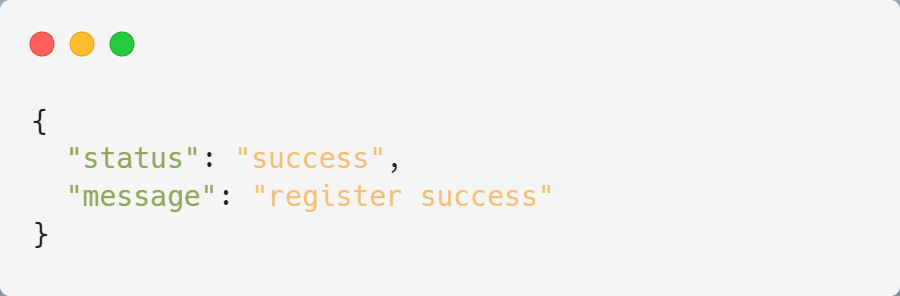 {
  "status": "success",
  "message": "register success"
}